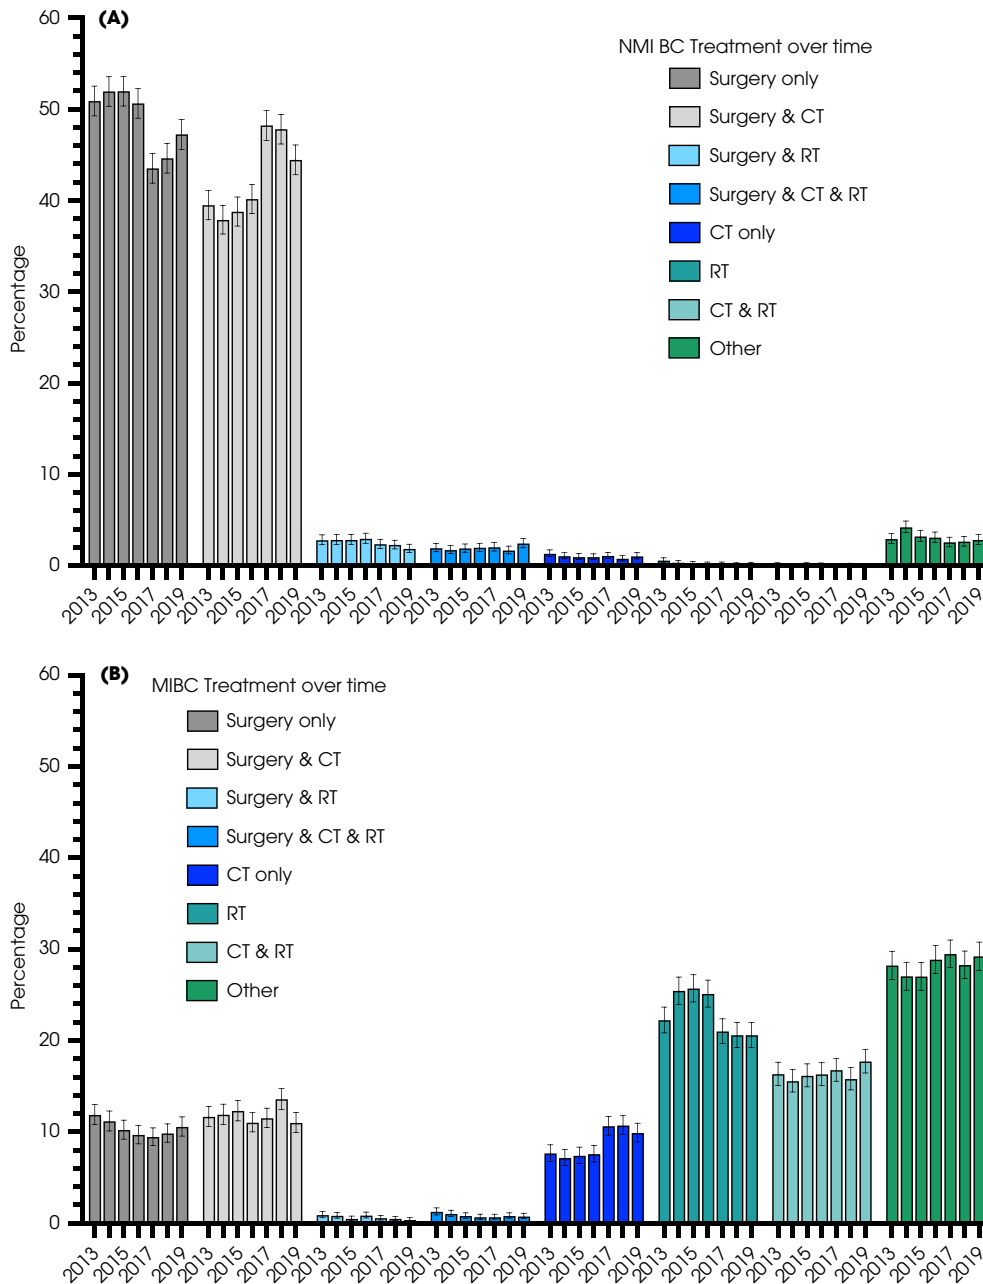 (A)
NMI BC Treatment over time
Surgery only
Surgery & CT
Surgery & RT
Surgery & CT & RT
CT only
RT
CT & RT
Other
Percentage
60
50
40
30
20
10
0
2013 2015 2017 2019 2013 2015 2017 2019 2013 2015 2017 2019 2013 2015 2017 2019 2013 2015 2017 2019 2013 2015 2017 2019 2013 2015 2017 2019 2013 2015 2017 2019
(B)
MIBC Treatment over time
Surgery only
Surgery & CT
Surgery & RT
Surgery & CT & RT
CT only
RT
CT & RT
Other
Percentage
60
50
40
30
20
10
0
2013 2015 2017 2019 2013 2015 2017 2019 2013 2015 2017 2019 2013 2015 2017 2019 2013 2015 2017 2019 2013 2015 2017 2019 2013 2015 2017 2019 2013 2015 2017 2019